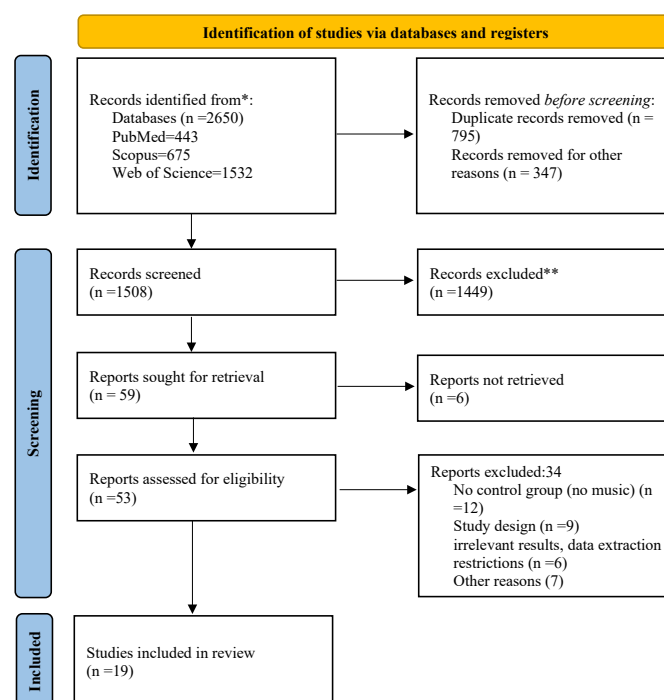 Identification of studies via databases and registers
Identification
Records identified from*:
Databases (n =2650)
PubMed=443
Scopus=675
Web of Science=1532
Records removed before screening:
Duplicate records removed (n =
795)
Records removed for other
reasons (n = 347)
Screening
Records screened
(n =1508)
Records excluded**
(n =1449)
Reports sought for retrieval
(n = 59)
Reports not retrieved
(n =6)
Reports assessed for eligibility
(n =53)
Reports excluded:34
No control group (no music) (n
=12)
Study design (n =9)
irrelevant results, data extraction
restrictions (n =6)
Other reasons (7)
Included
Studies included in review
(n =19)